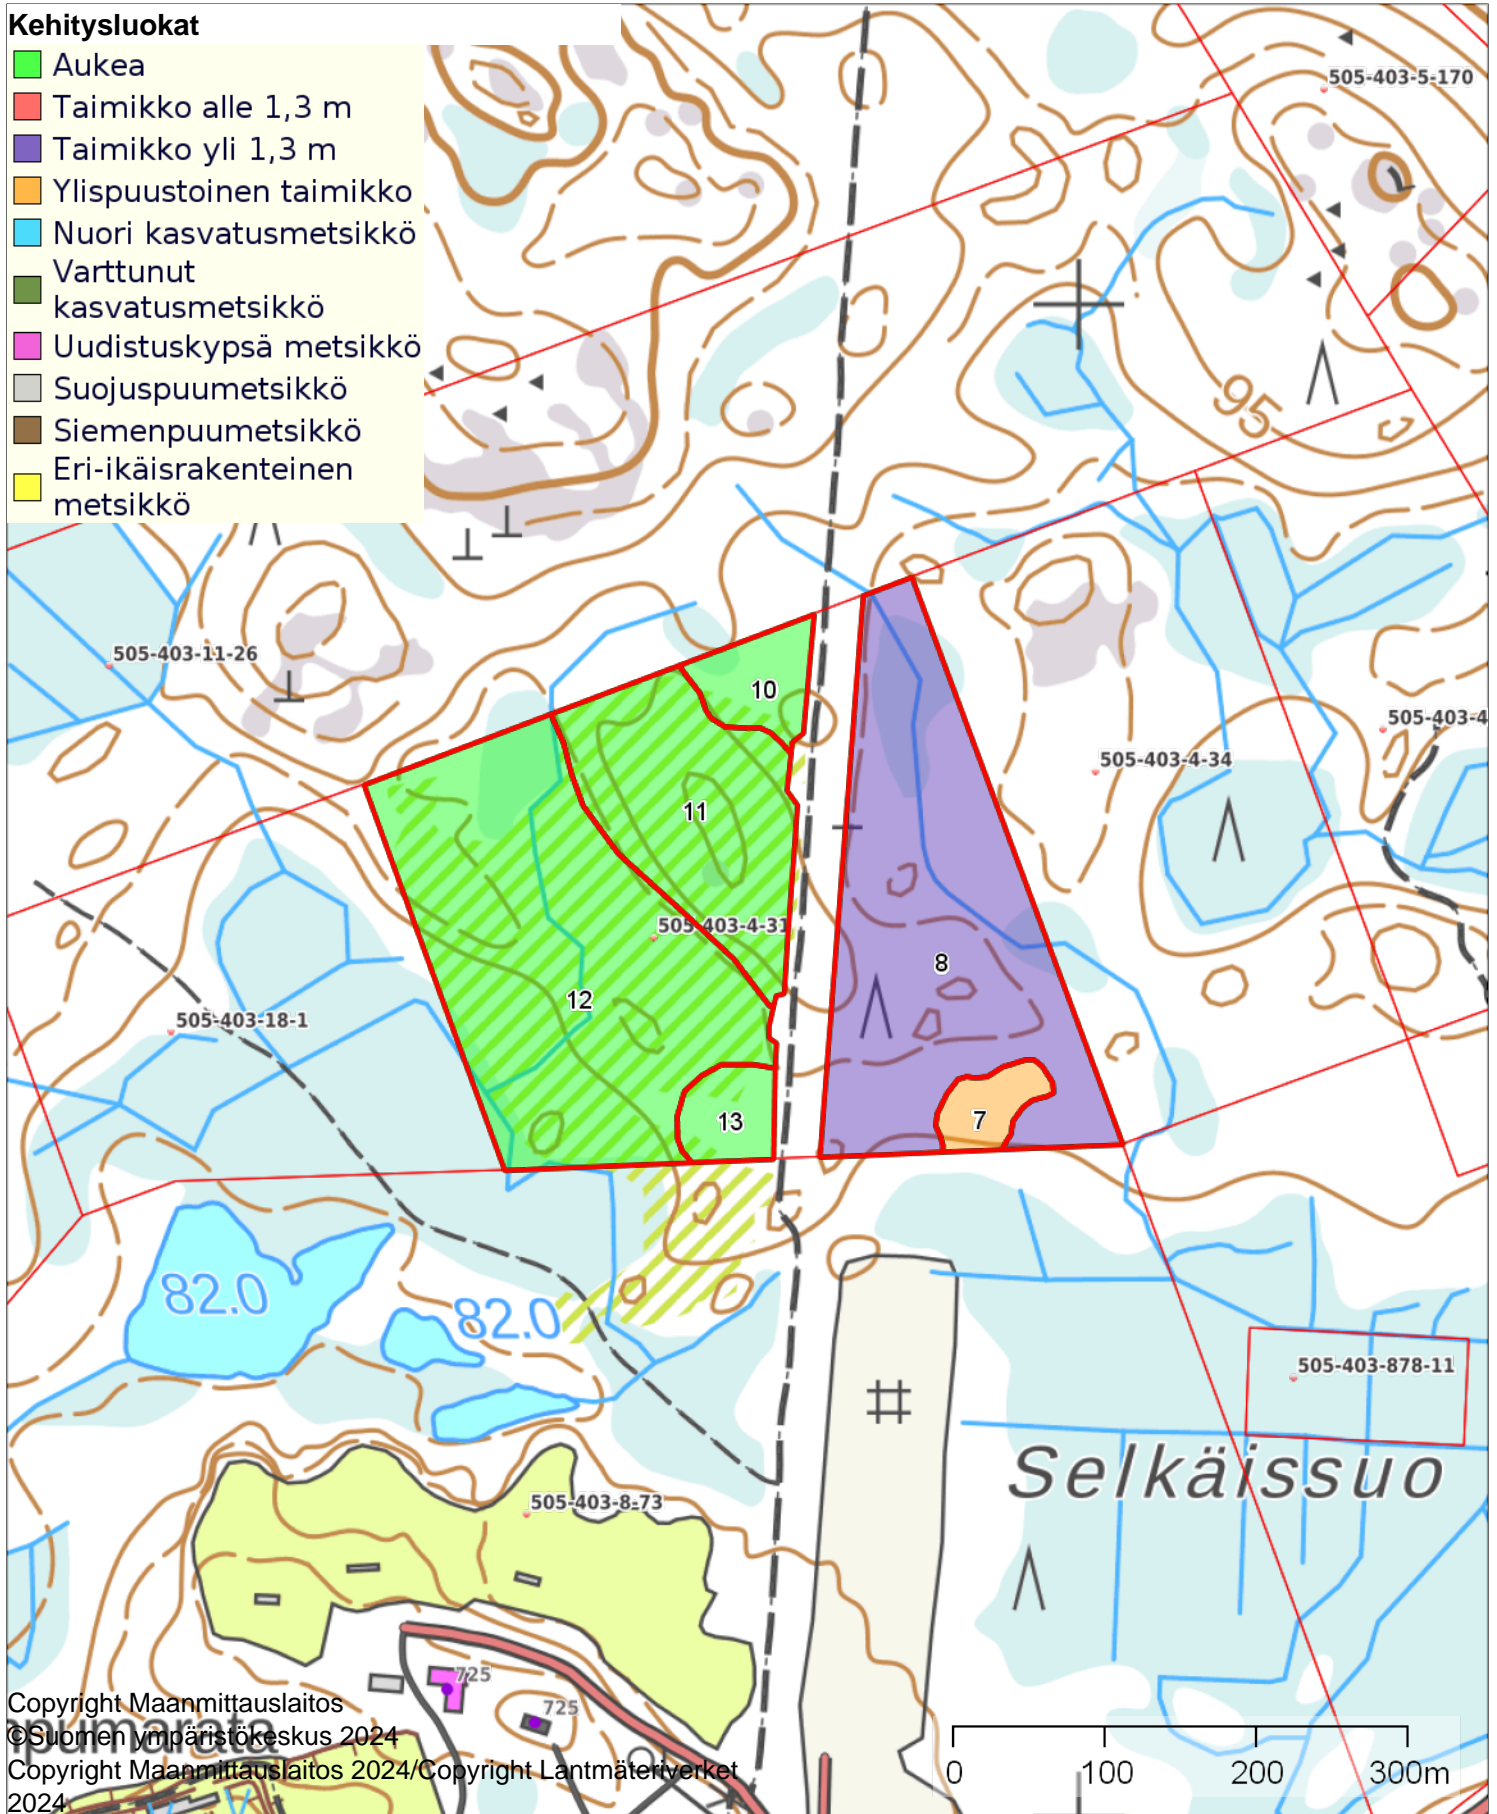 Kehitysluokat
Aukea
Taimikko alle 1,3 m
Taimikko yli 1,3 m
Ylispuustoinen taimikko
Nuori kasvatusmetsikkö
Varttunut
kasvatusmetsikkö
Uudistuskypsä metsikkö
Suojuspuumetsikkö
Siemenpuumetsikkö
Eri-ikäisrakenteinen
metsikkö
505-403-5-170
95
505-403-11-26
10
505-403-4
505-403-4-34
11
505-403-4-31
8
12
505-403-18-1
13
7
82.0
82.0
505-403-878-11
Selkäissuo
505-403-8-73
725
725
Copyright Maanmittauslaitos
©Suomen ympäristökeskus 2024
Copyright Maanmittauslaitos 2024/Copyright Lantmäteriverket
2024
0 100 200 300m